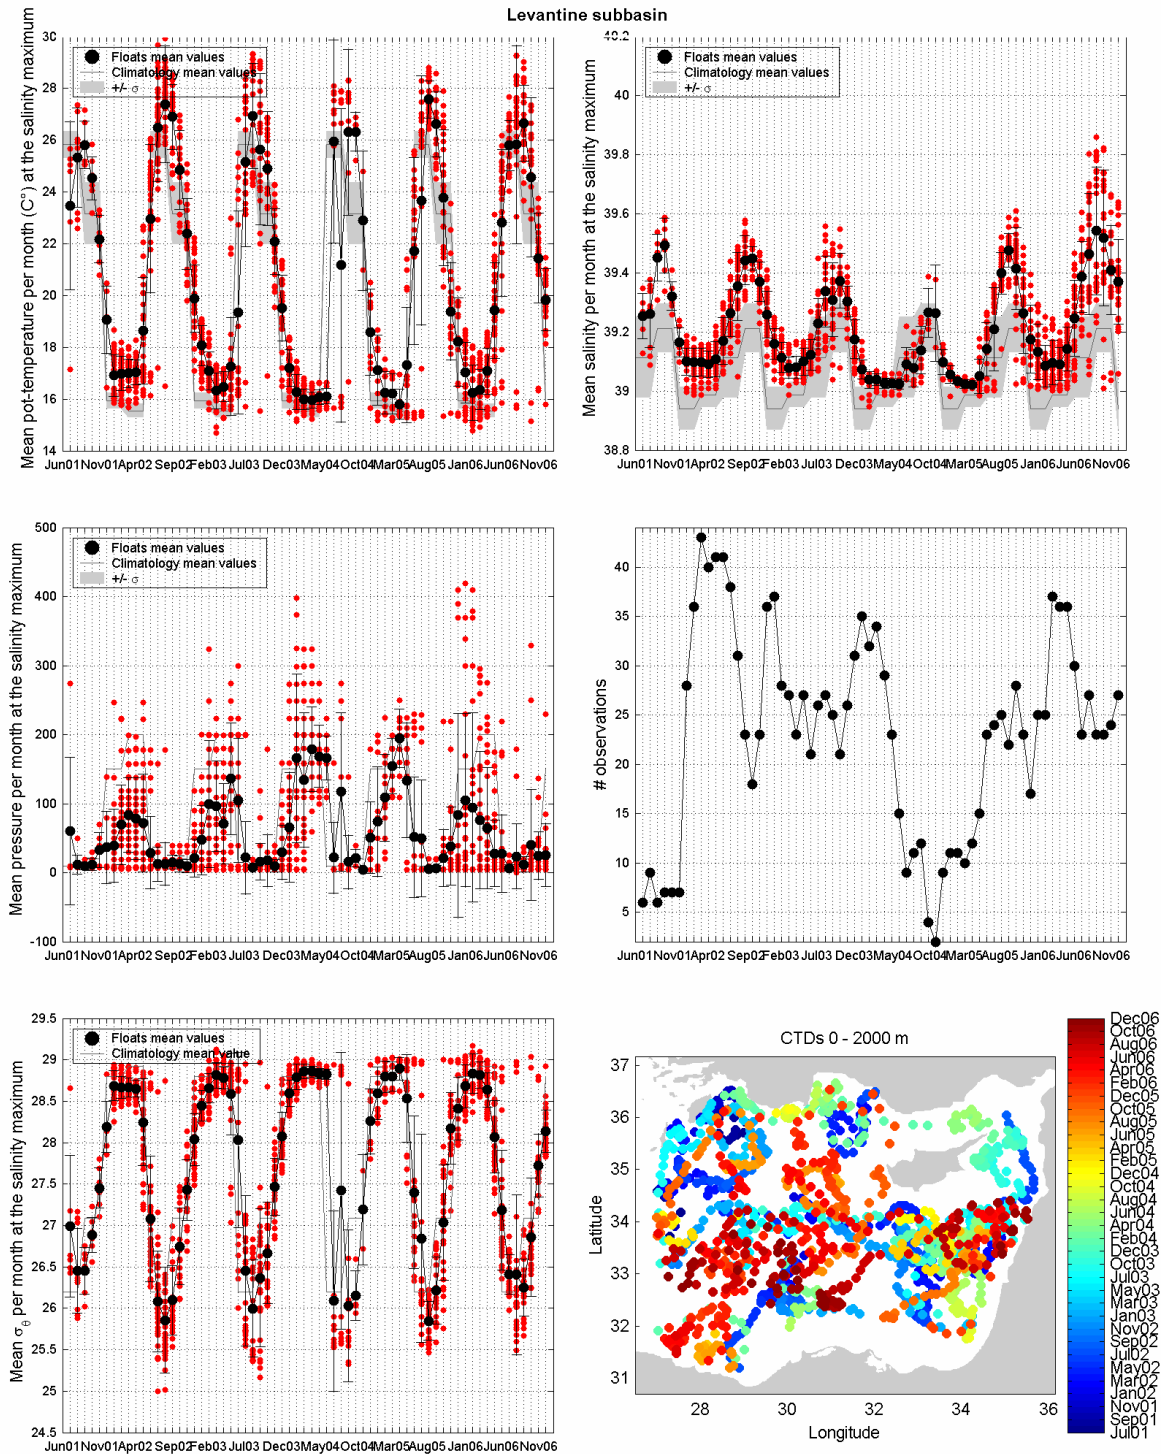 Levantine subbasin
Mean pot-temperature per month (C°) at the salinity maximum
30
28
26
24
22
20
18
16
14
Floats mean values
Climatology mean values
+/- σ
Jun01 Nov01 Apr02 Sep02 Feb03 Jul03 Dec03 May04 Oct04 Mar05 Aug05 Jan06 Jun06 Nov06
Mean salinity per month at the salinity maximum
40.2
40
39.8
39.6
39.4
39.2
39
38.8
Floats mean values
Climatology mean values
+/- σ
Jun01 Nov01 Apr02 Sep02 Feb03 Jul03 Dec03 May04 Oct04 Mar05 Aug05 Jan06 Jun06 Nov06
Mean pressure per month at the salinity maximum
500
400
300
200
100
0
-100
Floats mean values
Climatology mean values
+/- σ
Jun01 Nov01 Apr02 Sep02 Feb03 Jul03 Dec03 May04 Oct04 Mar05 Aug05 Jan06 Jun06 Nov06
# observations
40
35
30
25
20
15
10
5
Jun01 Nov01 Apr02 Sep02 Feb03 Jul03 Dec03 May04 Oct04 Mar05 Aug05 Jan06 Jun06 Nov06
Mean σθ per month at the salinity maximum
29.5
29
28.5
28
27.5
27
26.5
26
25.5
25
24.5
Floats mean values
Climatology mean value
Jun01 Nov01 Apr02 Sep02 Feb03 Jul03 Dec03 May04 Oct04 Mar05 Aug05 Jan06 Jun06 Nov06
CTDs 0 - 2000 m
Latitude
37
36
35
34
33
32
31
28 30 32 34 36
Longitude
Dec06
Oct06
Aug06
Jun06
Apr06
Feb06
Dec05
Oct05
Aug05
Jun05
Apr05
Feb05
Dec04
Oct04
Aug04
Jun04
Apr04
Feb04
Dec03
Oct03
Jul03
May03
Mar03
Jan03
Nov02
Sep02
Jul02
May02
Mar02
Jan02
Nov01
Sep01
Jul01